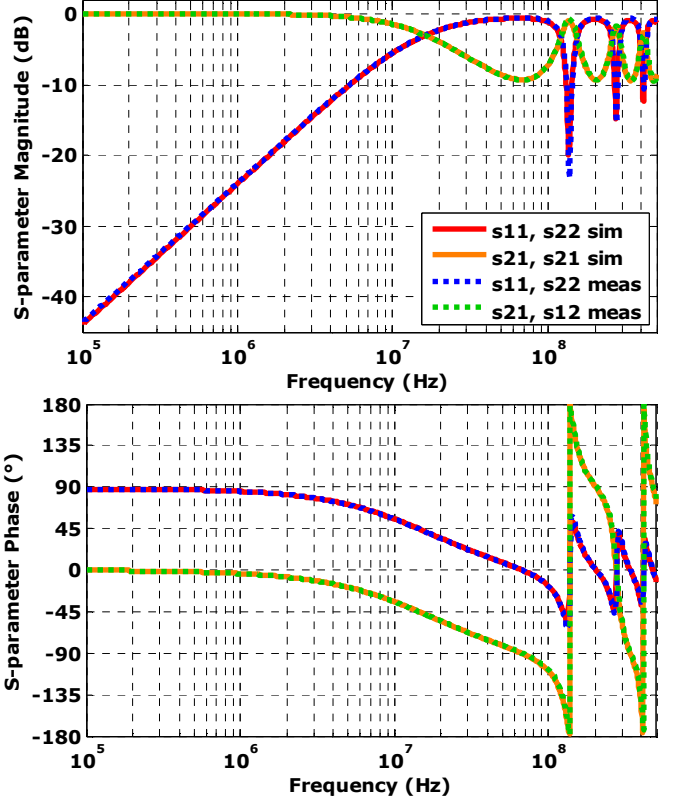 S-parameter Magnitude (dB)
0
-10
-20
-30
-40
s11, s22 sim
s21, s21 sim
s11, s22 meas
s21, s12 meas
10^5
10^6
10^7
10^8
Frequency (Hz)
S-parameter Phase (°)
180
135
90
45
0
-45
-90
-135
-180
10^5
10^6
10^7
10^8
Frequency (Hz)